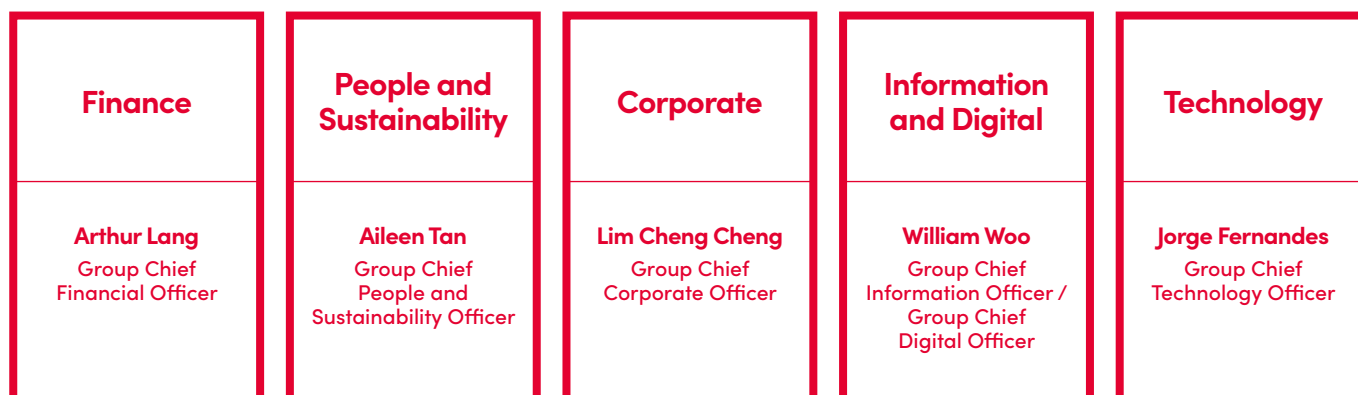 Finance
People and
Sustainability
Corporate
Information
and Digital
Technology
Arthur Lang
Group Chief
Financial Officer
Aileen Tan
Group Chief
People and
Sustainability Officer
Lim Cheng Cheng
Group Chief
Corporate Officer
William Woo
Group Chief
Information Officer /
Group Chief
Digital Officer
Jorge Fernandes
Group Chief
Technology Officer